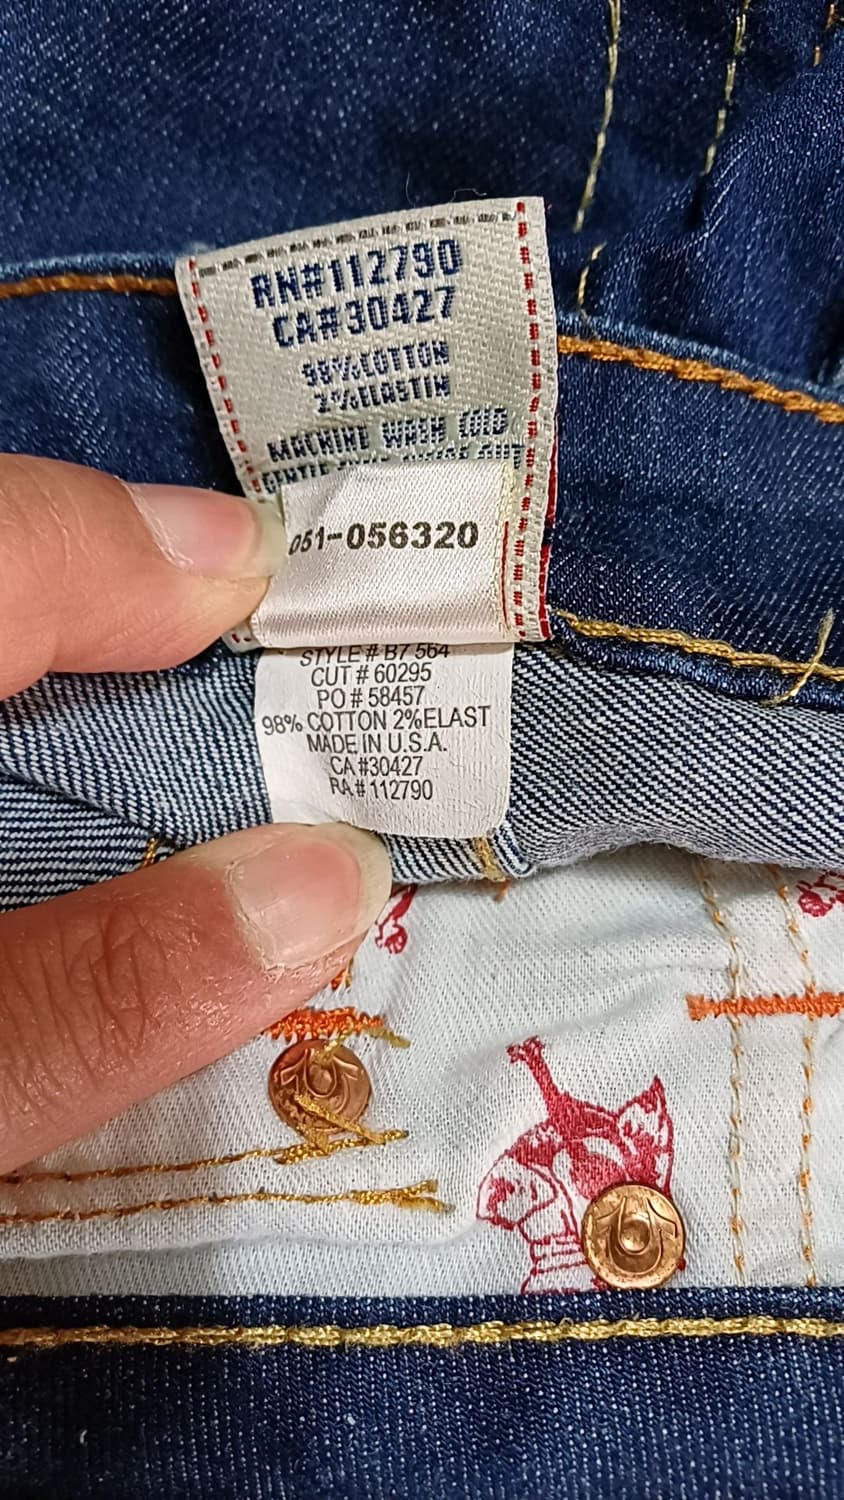 RN#112790
CA#30427
98%COTTON
2%ELASTIN
MACHINE WASH COLD
GENTLE
051-056320
STYLE # B7 564
CUT # 60295
PO # 58457
98% COTTON 2%ELAST
MADE IN U.S.A.
CA #30427
RA # 112790